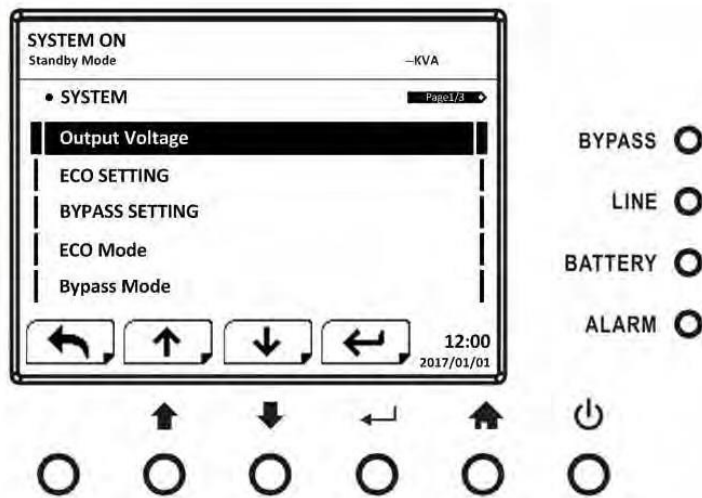 SYSTEM ON
Standby Mode
--KVA
• SYSTEM
Page1/3
Output Voltage
ECO SETTING
BYPASS SETTING
ECO Mode
Bypass Mode
12:00
2017/01/01
BYPASS
LINE
BATTERY
ALARM